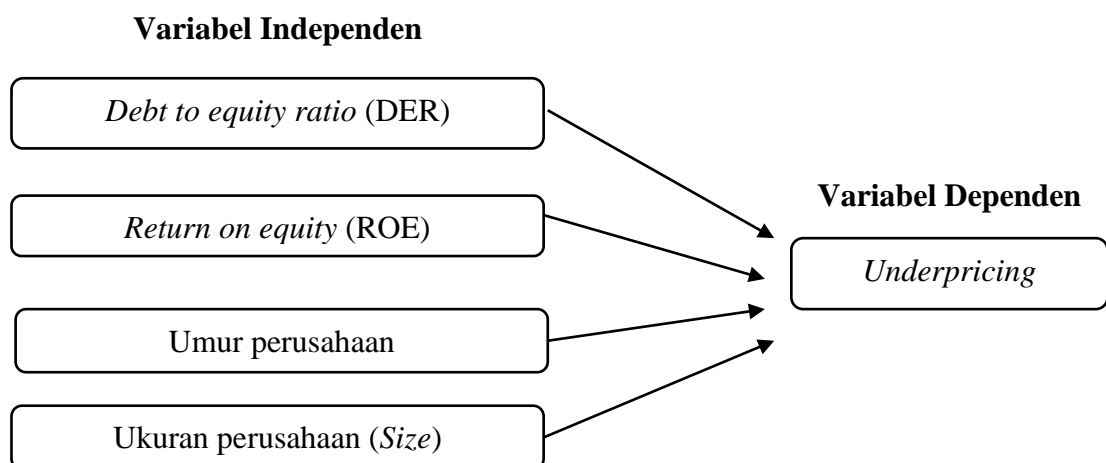 Variabel Independen
Debt to equity ratio (DER)
Return on equity (ROE)
Umur perusahaan
Ukuran perusahaan (Size)
Variabel Dependen
Underpricing